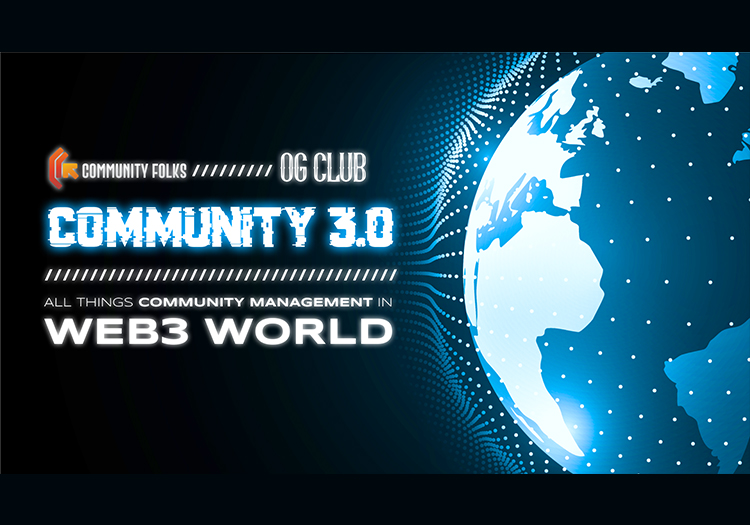 COMMUNITY FOLKS ////////// OG CLUB
COMMUNITY 3.0
ALL THINGS COMMUNITY MANAGEMENT IN
WEB3 WORLD